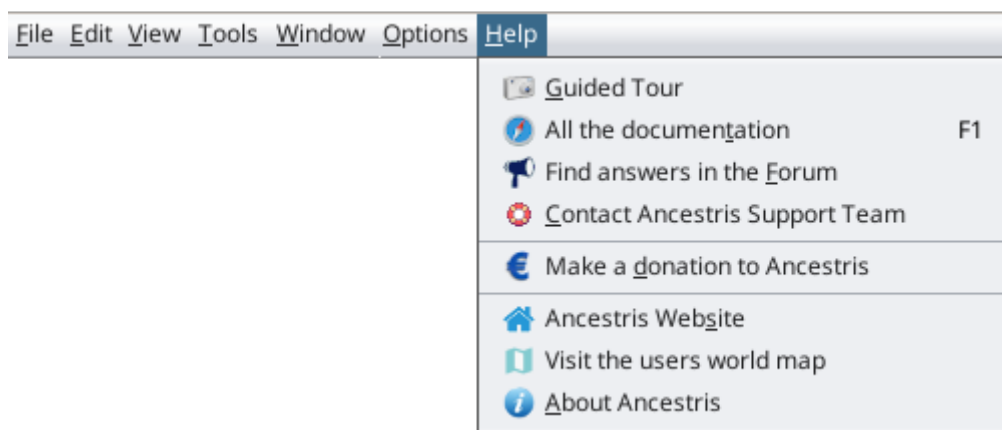 File Edit View Tools Window Options Help
Guided Tour
All the documentation F1
Find answers in the Forum
Contact Ancestris Support Team
Make a donation to Ancestris
Ancestris Website
Visit the users world map
About Ancestris